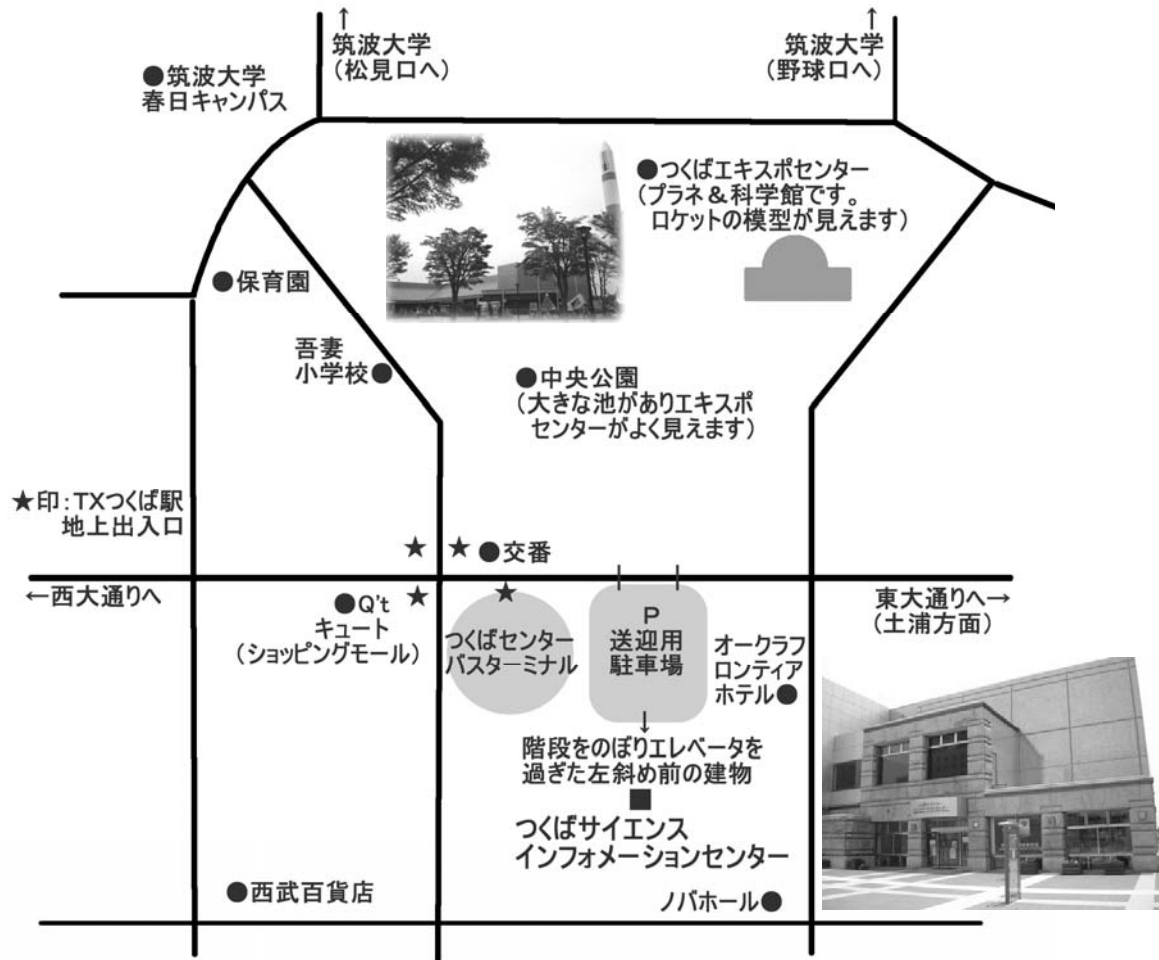 ↑
筑波大学
(松見口へ)
↑
筑波大学
(野球口へ)
●筑波大学
春日キャンパス
●つくばエキスポセンター
(プラネ&科学館です。
ロケットの模型が見えます)
●保育園
吾妻
小学校●
●中央公園
(大きな池がありエキスポ
センターがよく見えます)
★印:TXつくば駅
地上出入口
★ ★ ●交番
←西大通りへ
★ ★
●Q't
キュート
(ショッピングモール)
つくばセンター
バスターミナル
P
送迎用
駐車場
オークラフ
ロンティア
ホテル●
東大通りへ→
(土浦方面)
↓
階段をのぼりエレベータを
過ぎた左斜め前の建物
■
つくばサイエンス
インフォメーションセンター
●西武百貨店
ノバホール●